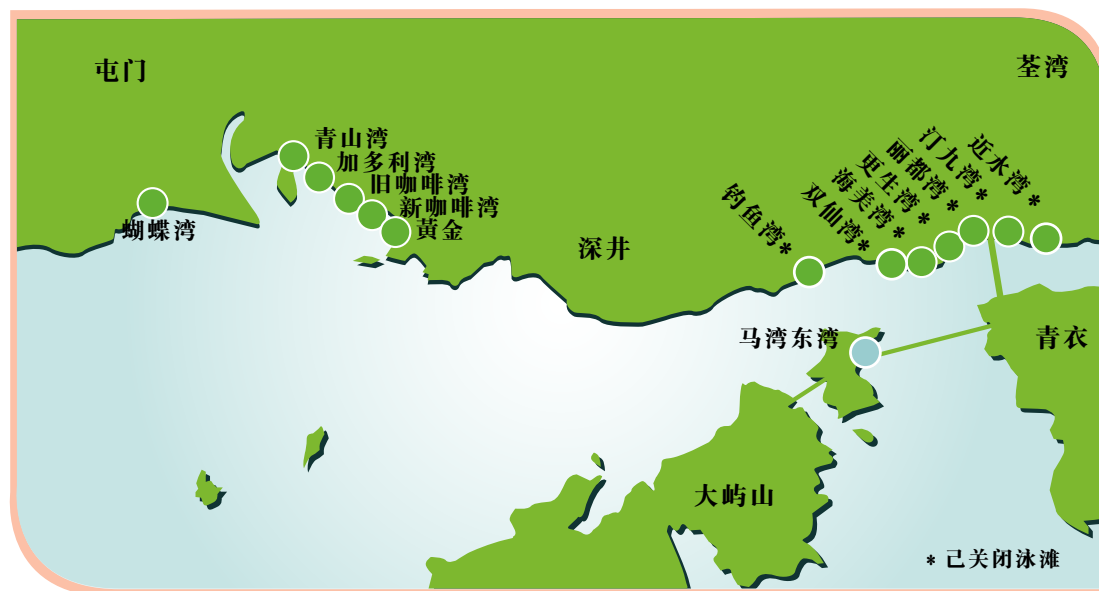 屯门
荃湾
青山湾
加多利湾
旧咖啡湾
新咖啡湾
黄金
蝴蝶湾
深井
钓鱼湾*
双仙湾*
海美湾*
更生湾*
丽都湾*
汀九湾*
近水湾*
马湾东湾
青衣
大屿山
* 已关闭泳滩